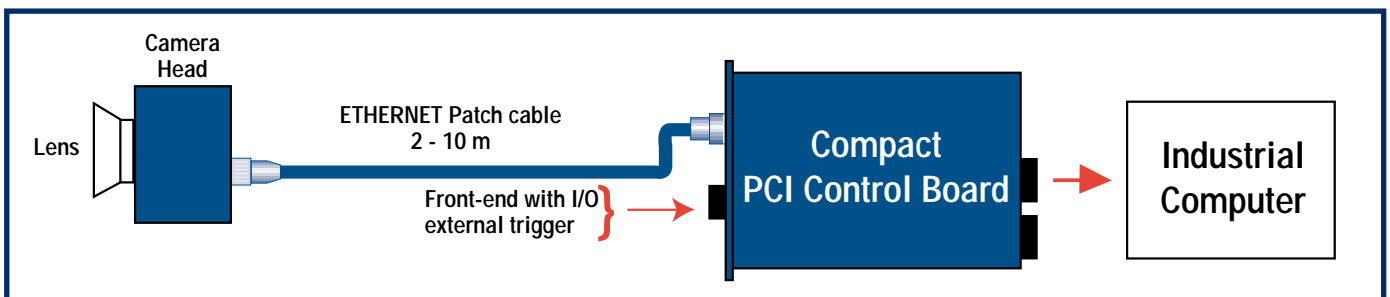 Camera
Head
Lens
ETHERNET Patch cable
2 - 10 m
Front-end with I/O
external trigger
Compact
PCI Control Board
Industrial
Computer